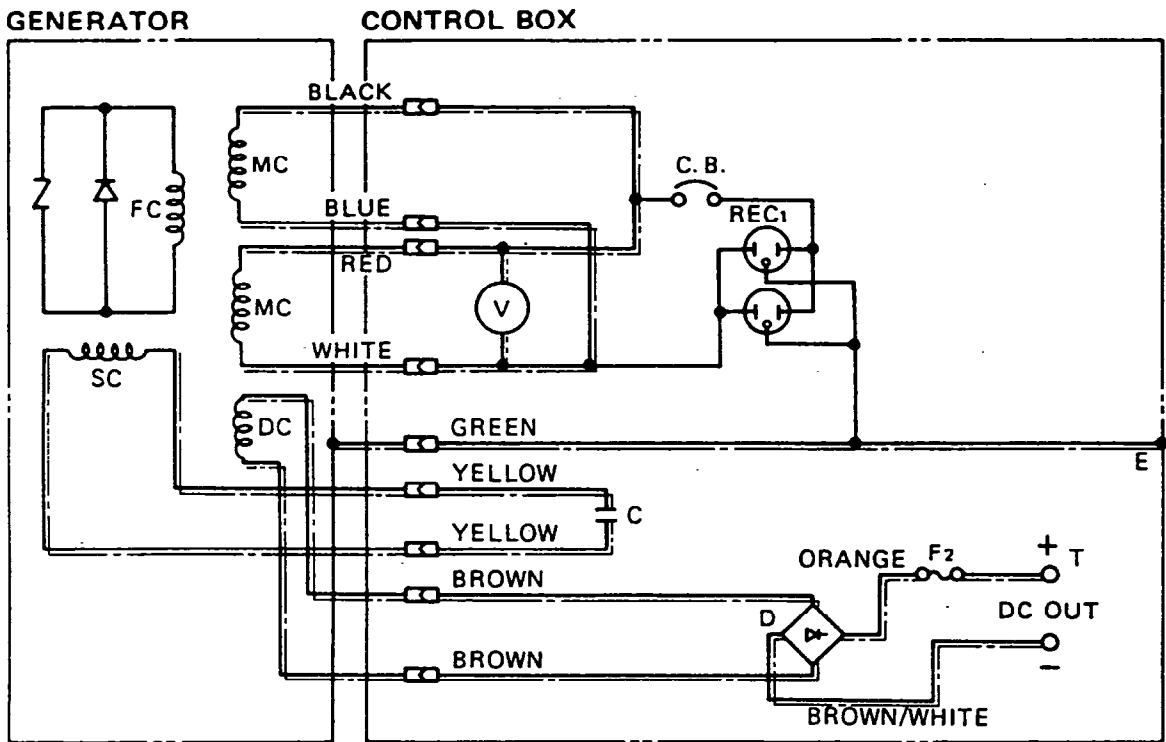 GENERATOR
CONTROL BOX
BLACK
MC
C. B.
FC
BLUE
REC1
RED
MC
V
WHITE
SC
DC
GREEN
E
YELLOW
C
YELLOW
ORANGE
F2
+
T
BROWN
D
DC OUT
BROWN
−
BROWN/WHITE